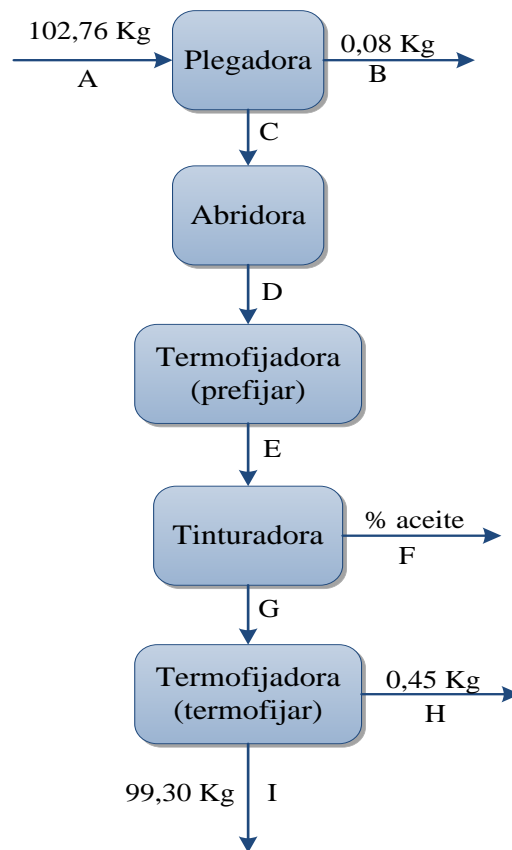 102,76 Kg
A
Plegadora
0,08 Kg
B
C
Abridora
D
Termofijadora
(prefijar)
E
Tinturadora
% aceite
F
G
Termofijadora
(termofijar)
0,45 Kg
H
99,30 Kg
I